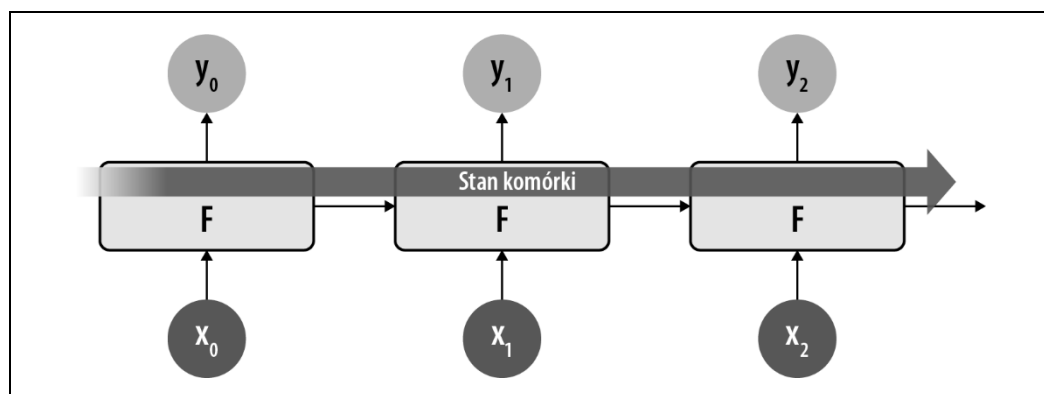 y₀ y₁ y₂
Stan komórki
F F F
x₀ x₁ x₂